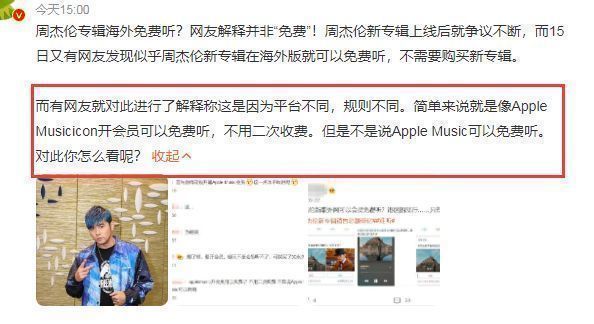 今天15:00
周杰伦专辑海外免费听？网友解释并非“免费”！周杰伦新专辑上线后就争议不断，而15
日又有网友发现似乎周杰伦新专辑在海外版就可以免费听，不需要购买新专辑。
而有网友就对此进行了解释称这是因为平台不同，规则不同。简单来说就是像Apple
Musicicon开会员可以免费听，不用二次收费。但是不是说Apple Music可以免费听。
对此你怎么看呢？ 收起